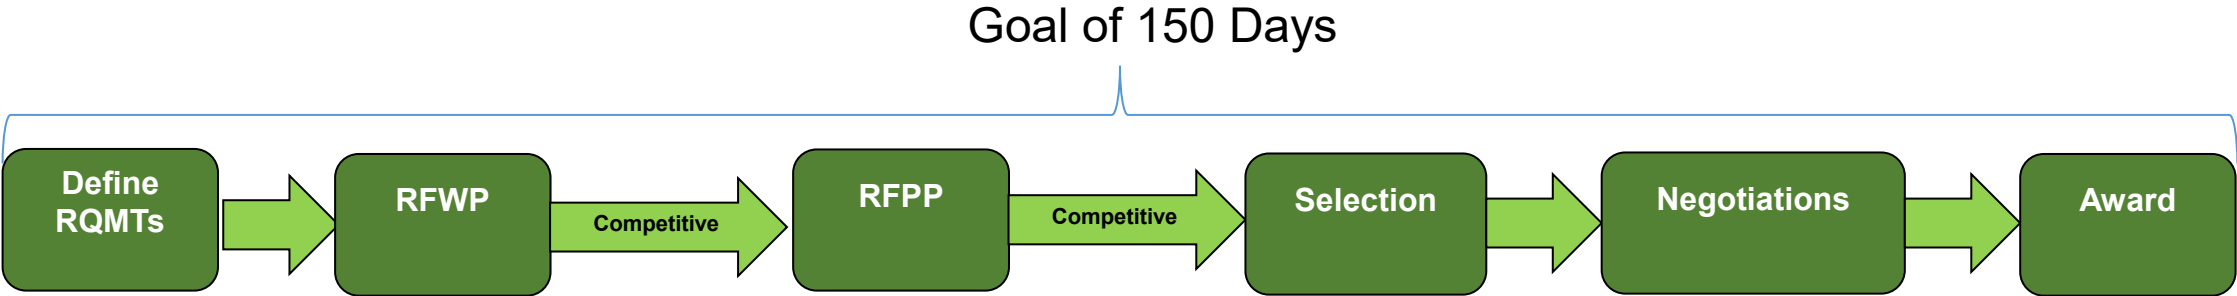 Goal of 150 Days
Define
RQMTs
RFWP
Competitive
RFPP
Competitive
Selection
Negotiations
Award